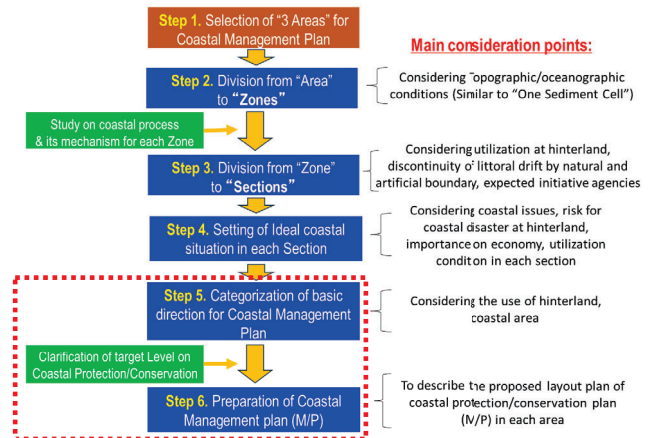 Step 1. Selection of “3 Areas” for
Coastal Management Plan
Main consideration points:
Step 2. Division from “Area”
to “Zones”
Considering Topographic/oceanographic
conditions (Similar to “One Sediment Cell”)
Study on coastal process
& its mechanism for each Zone
Step 3. Division from “Zone”
to “Sections”
Considering utilization at hinterland,
discontinuity of littoral drift by natural and
artificial boundary, expected initiative agencies
Step 4. Setting of Ideal coastal
situation in each Section
Considering coastal issues, risk for
coastal disaster at hinterland,
importance on economy, utilization
condition in each section
Step 5. Categorization of basic
direction for Coastal Management
Plan
Considering the use of hinterland,
coastal area
Clarification of target Level on
Coastal Protection/Conservation
Step 6. Preparation of Coastal
Management plan (M/P)
To describe the proposed layout plan of
coastal protection/conservation plan
(M/P) in each area